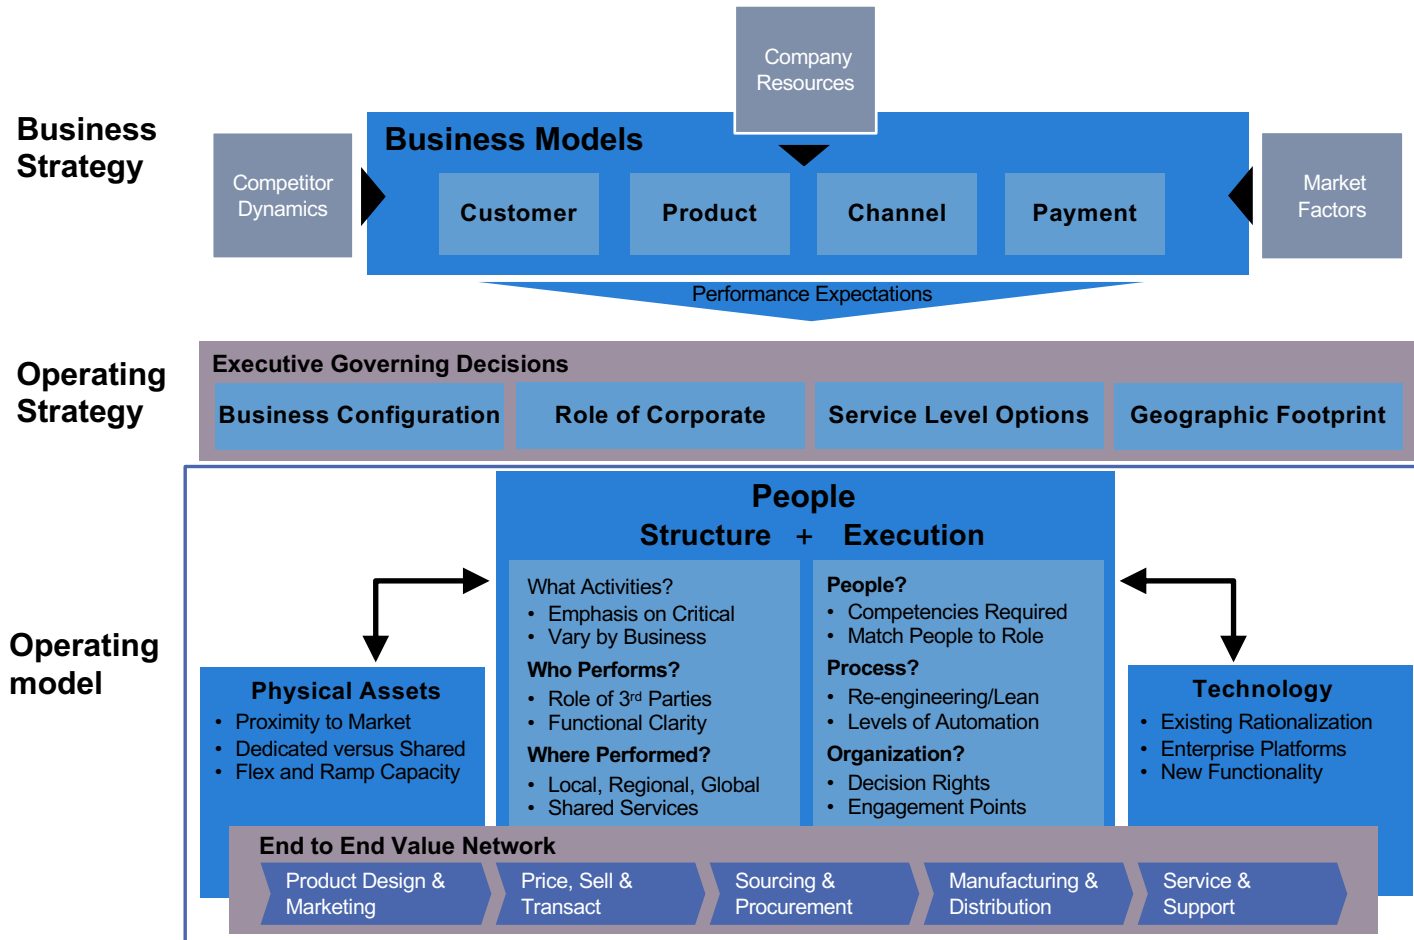 Company
Resources
Business
Strategy
Business Models
Competitor
Dynamics
Customer
Product
Channel
Payment
Market
Factors
Performance Expectations
Operating
Strategy
Executive Governing Decisions
Business Configuration
Role of Corporate
Service Level Options
Geographic Footprint
Operating
model
People
Structure + Execution
What Activities?
• Emphasis on Critical
• Vary by Business
Who Performs?
• Role of 3rd Parties
• Functional Clarity
Where Performed?
• Local, Regional, Global
• Shared Services
People?
• Competencies Required
• Match People to Role
Process?
• Re-engineering/Lean
• Levels of Automation
Organization?
• Decision Rights
• Engagement Points
Physical Assets
• Proximity to Market
• Dedicated versus Shared
• Flex and Ramp Capacity
Technology
• Existing Rationalization
• Enterprise Platforms
• New Functionality
End to End Value Network
Product Design &
Marketing
Price, Sell &
Transact
Sourcing &
Procurement
Manufacturing &
Distribution
Service &
Support